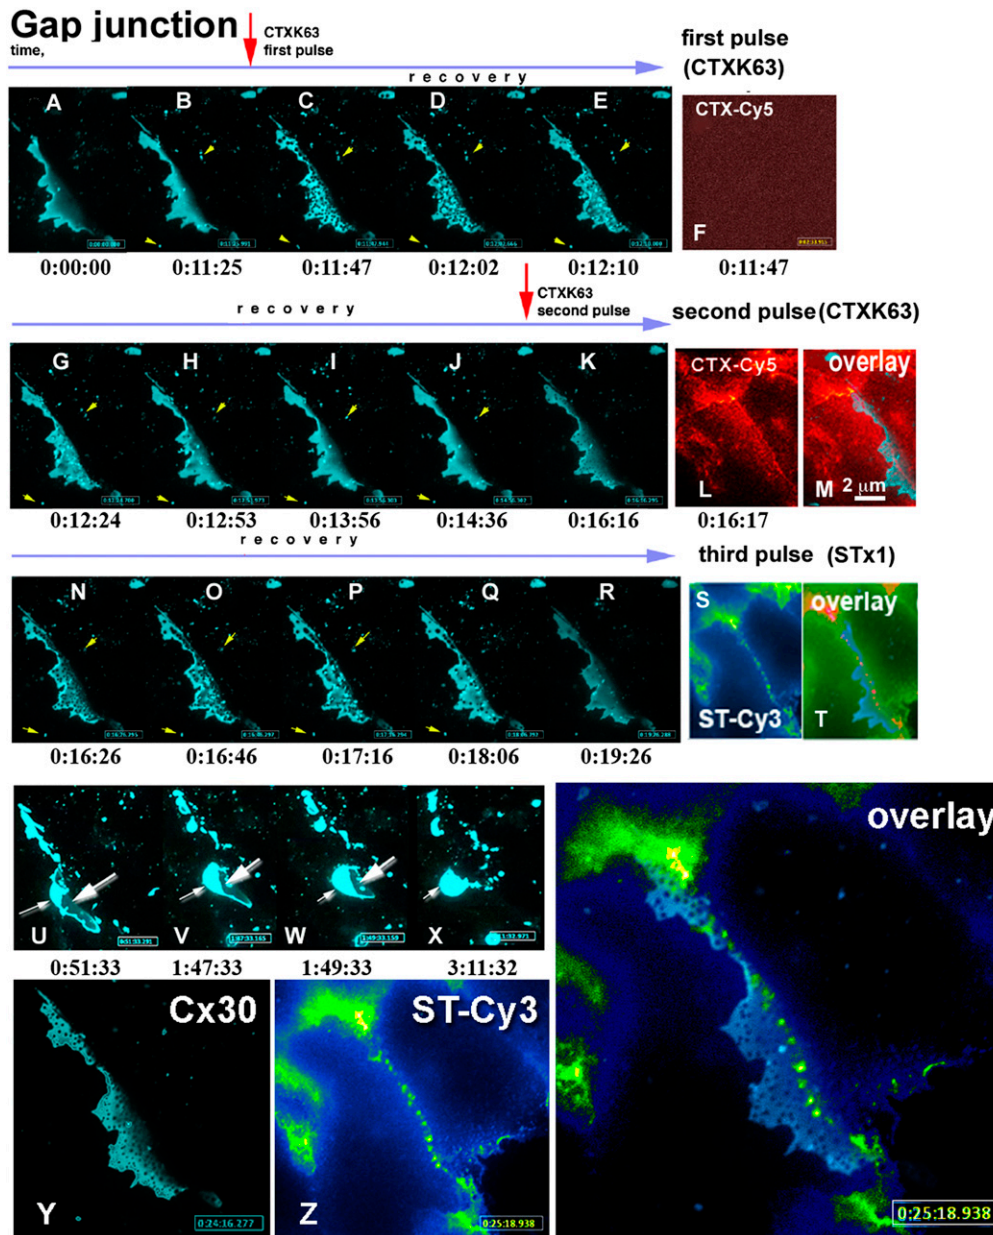 Gap junction
time,
CTXK63
first pulse
first pulse
(CTXK63)
recovery
A B C D E
CTX-Cy5
F
0:00:00 0:11:25 0:11:47 0:12:02 0:12:10 0:11:47
CTXK63
second pulse
recovery
second pulse (CTXK63)
G H I J K
CTX-Cy5
overlay
L M 2 μm
0:12:24 0:12:53 0:13:56 0:14:36 0:16:16 0:16:17
recovery
third pulse (STx1)
N O P Q R
S
overlay
ST-Cy3
T
0:16:26 0:16:46 0:17:16 0:18:06 0:19:26
overlay
U V W X
0:51:33.291
0:51:33 1:47:33 1:49:33 3:11:32
Cx30
ST-Cy3
Y
0:24:16.277
Z
0:25:18.938
0:25:18.938